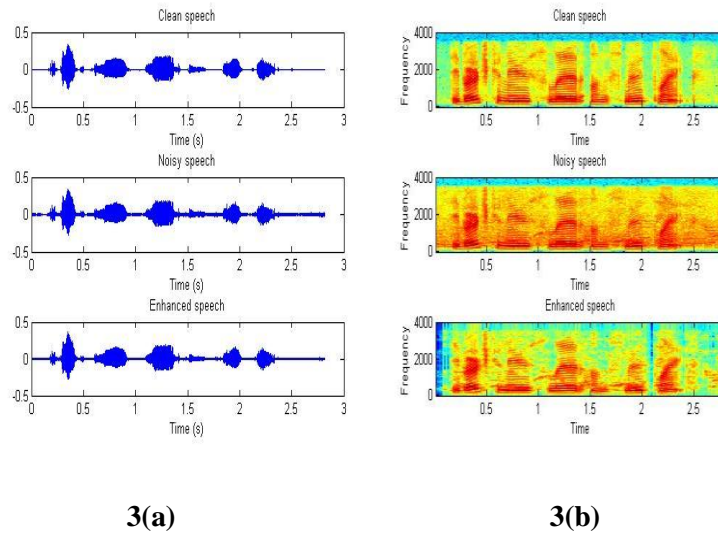 Clean speech
0.5
0
-0.5
0 0.5 1 1.5 2 2.5 3
Time (s)
Noisy speech
0.5
0
-0.5
0 0.5 1 1.5 2 2.5 3
Time (s)
Enhanced speech
0.5
0
-0.5
0 0.5 1 1.5 2 2.5 3
Time (s)
3(a)
Clean speech
Frequency
4000
2000
0
0.5 1 1.5 2 2.5
Time
Noisy speech
Frequency
4000
2000
0
0.5 1 1.5 2 2.5
Time
Enhanced speech
Frequency
4000
2000
0
0.5 1 1.5 2 2.5
Time
3(b)